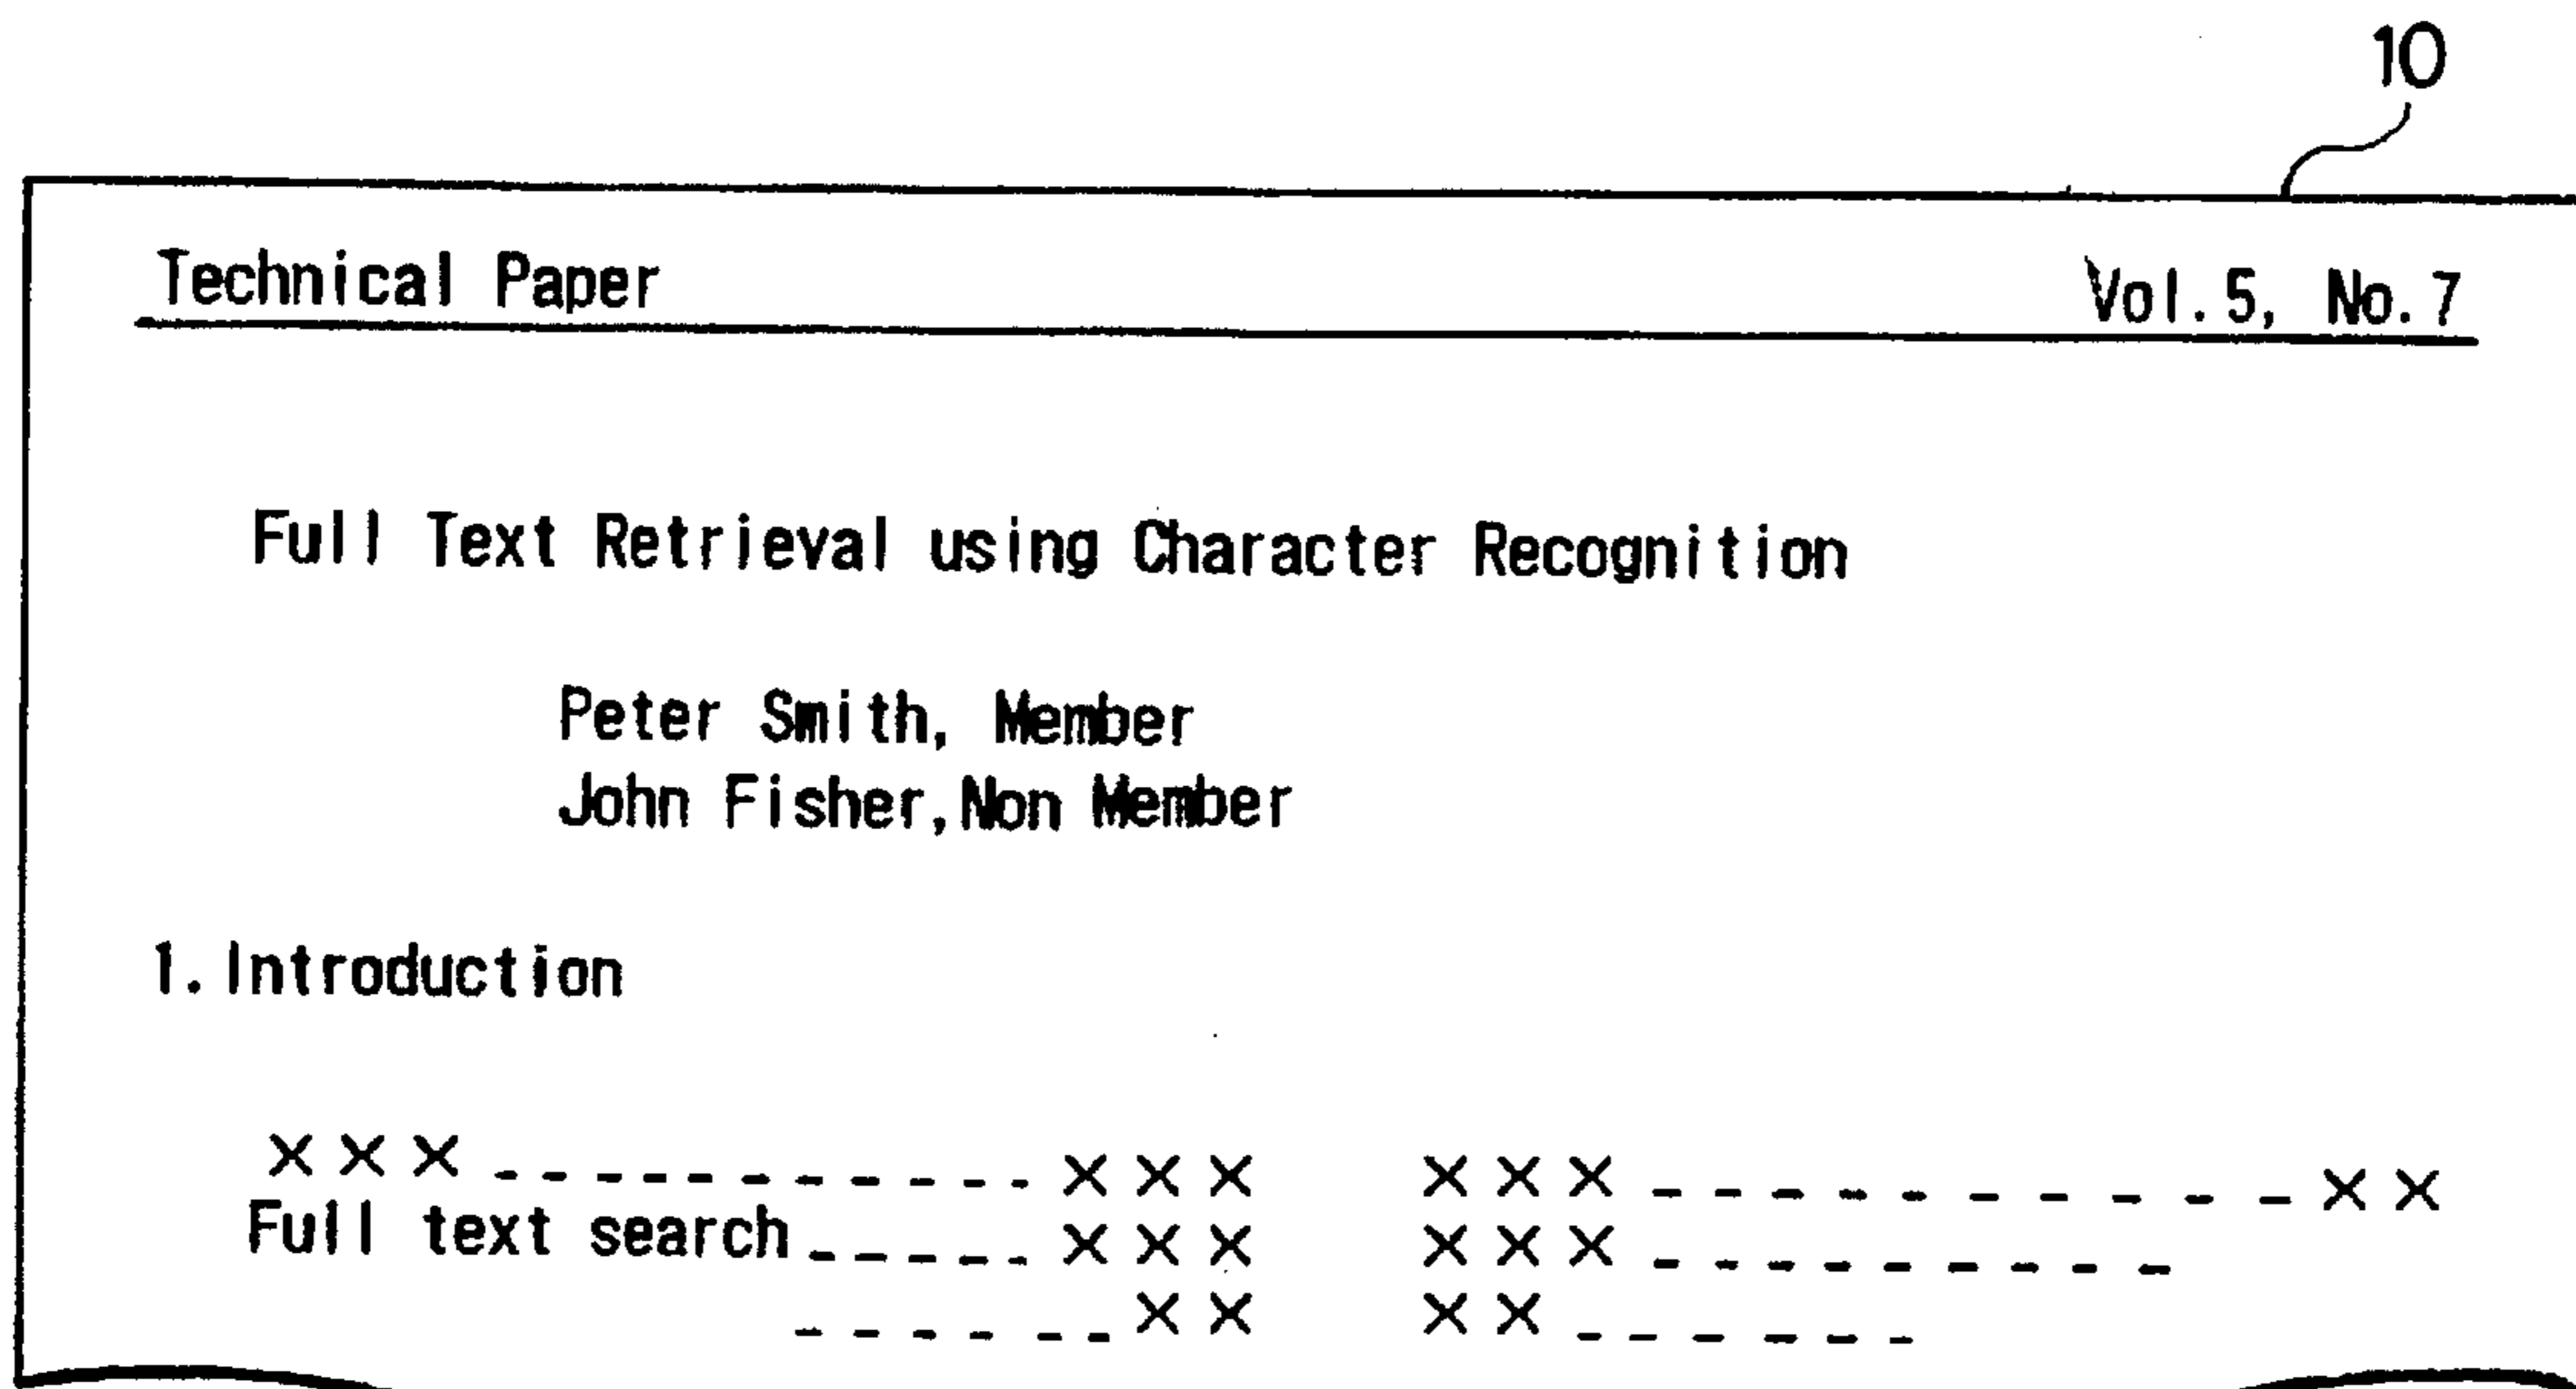 10
Technical Paper Vol.5, No.7
Full Text Retrieval using Character Recognition
Peter Smith, Member
John Fisher,Non Member
1.Introduction
×××-----------××× ×××----------××
Full text search-----××× ×××---------
------×× ××------